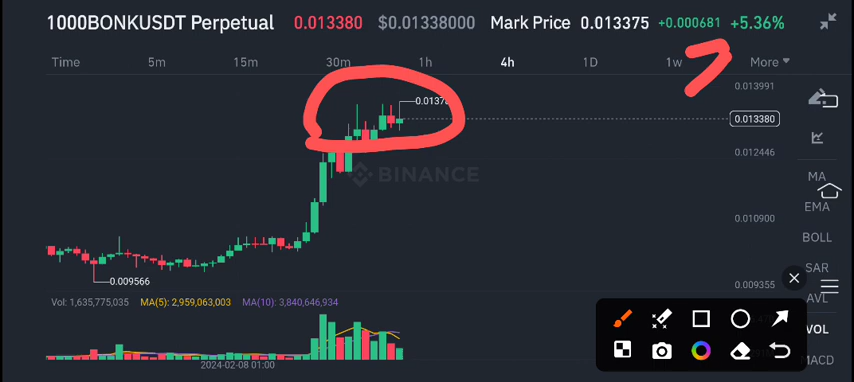 1000BONKUSDT Perpetual 0.013380 $0.01338000 Mark Price 0.013375 +0.000681 +5.36%
Time 5m 15m 30m 1h 4h 1D 1w More
0.013991
0.0137
0.013380
0.012446
BINANCE
MA
EMA
0.010900
BOLL
SAR
0.009566
0.009355
AVL
Vol: 1,635,775,035 MA(5): 2,959,063,003 MA(10): 3,840,646,934
VOL
MACD
2024-02-08 01:00